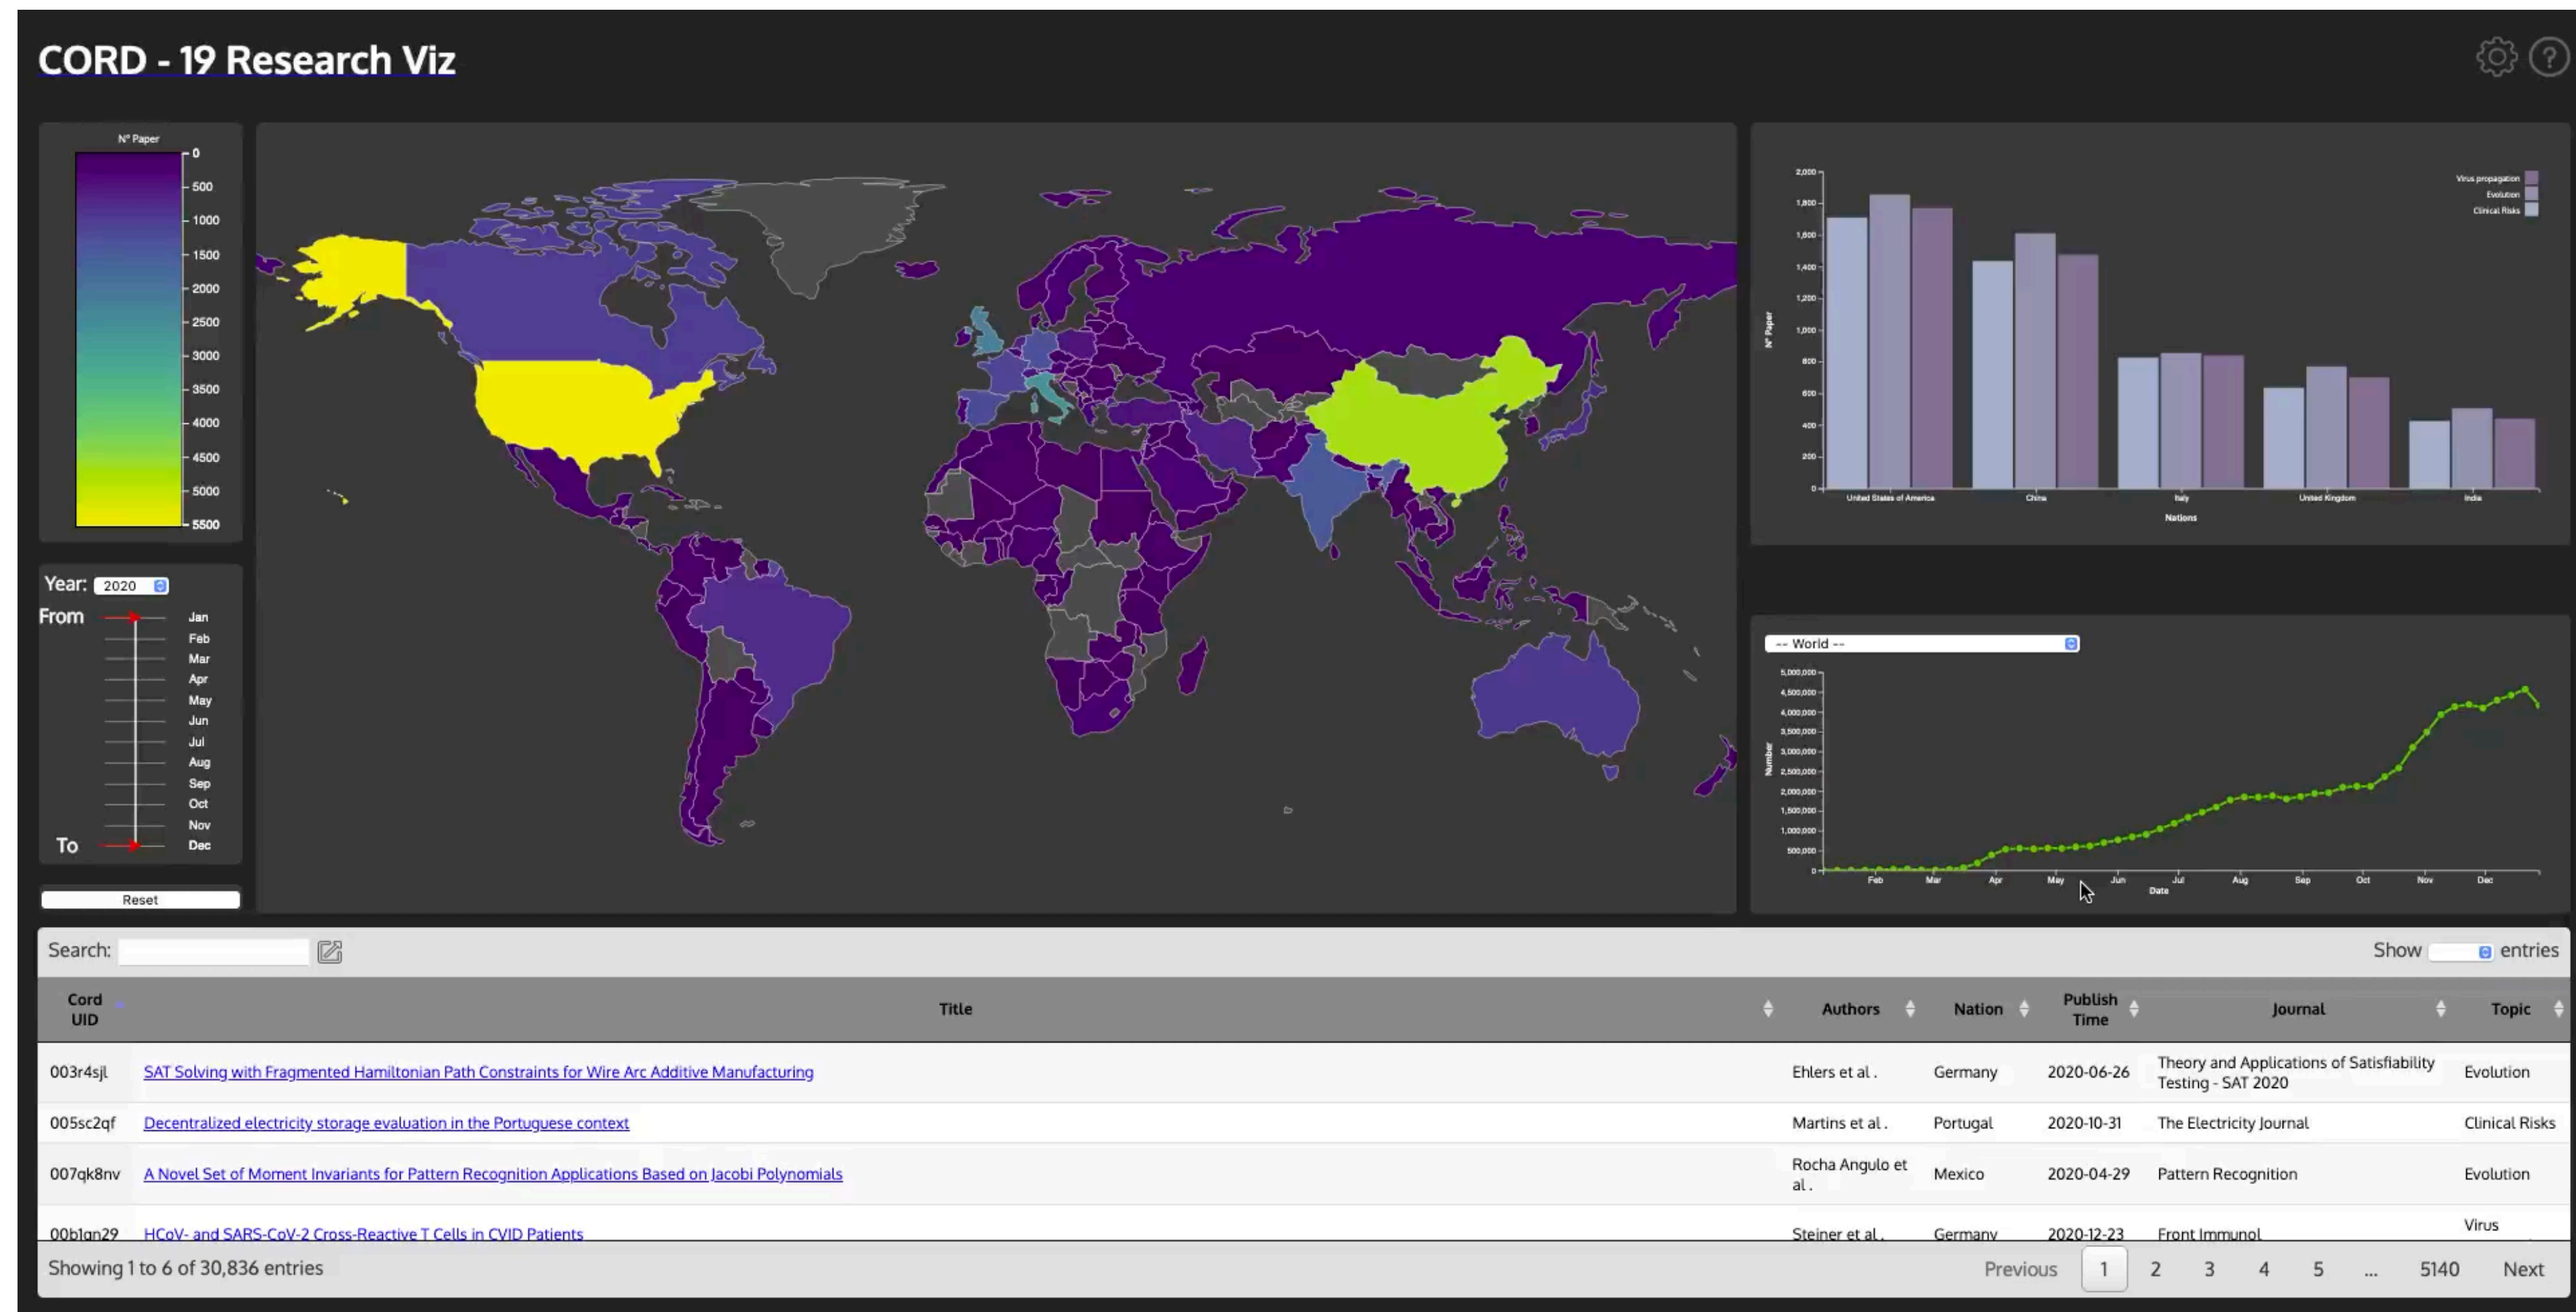 CORD - 19 Research Viz
N° Paper
0
500
1000
1500
2000
2500
3000
3500
4000
4500
5000
5500
Year: 2020
From
Jan
Feb
Mar
Apr
May
Jun
Jul
Aug
Sep
Oct
Nov
To Dec
Reset
2,000
1,800
1,600
1,400
1,200
1,000
800
600
400
200
0
N° Paper
Virus propagation
Evolution
Clinical Risks
United States of America China Italy United Kingdom India
Nations
-- World --
5,000,000
4,500,000
4,000,000
3,500,000
3,000,000
2,500,000
2,000,000
1,500,000
1,000,000
500,000
0
Number
Feb Mar Apr May Jun Jul Aug Sep Oct Nov Dec
Date
Search: Show entries
Cord UID Title Authors Nation Publish Time Journal Topic
003r4sjl SAT Solving with Fragmented Hamiltonian Path Constraints for Wire Arc Additive Manufacturing Ehlers et al . Germany 2020-06-26 Theory and Applications of Satisfiability Testing - SAT 2020 Evolution
005sc2qf Decentralized electricity storage evaluation in the Portuguese context Martins et al . Portugal 2020-10-31 The Electricity Journal Clinical Risks
007qk8nv A Novel Set of Moment Invariants for Pattern Recognition Applications Based on Jacobi Polynomials Rocha Angulo et al . Mexico 2020-04-29 Pattern Recognition Evolution
00b1gn29 HCoV- and SARS-CoV-2 Cross-Reactive T Cells in CVID Patients Steiner et al . Germany 2020-12-23 Front Immunol Virus
Showing 1 to 6 of 30,836 entries Previous 1 2 3 4 5 ... 5140 Next